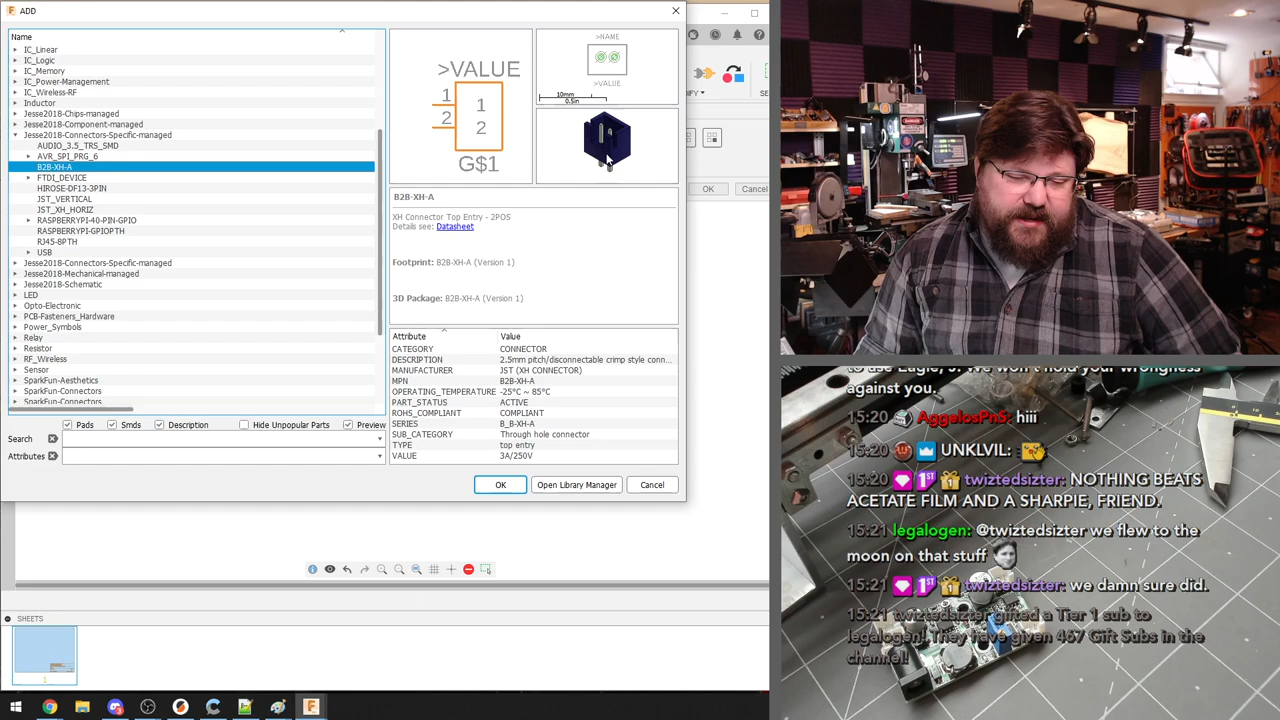 ADD
Name
IC_Linear
IC_Logic
IC_Memory
IC_Power-Management
IC_Wireless-RF
Inductor
Jesse2018-Chips-managed
Jesse2018-Component-managed
Jesse2018-Connectors-Specific-managed
AUDIO_3.5_TRS_SMD
AVR_SPI_PRG_6
B2B-XH-A
FTDI_DEVICE
HIROSE-DF13-3PIN
JST_VERTICAL
JST_XH_HORIZ
RASPBERRYPI-40-PIN-GPIO
RASPBERRYPI-GPIOPTH
RJ45-8PTH
USB
Jesse2018-Connectors-Specific-managed
Jesse2018-Mechanical-managed
Jesse2018-Schematic
LED
Opto-Electronic
PCB-Fasteners_Hardware
Power_Symbols
Relay
Resistor
RF_Wireless
Sensor
SparkFun-Aesthetics
SparkFun-Connectors
SparkFun-Connectors
Pads Smds Description Hide Unpopular Parts Preview
Search
Attributes
>VALUE
1 1
2 2
G$1
>NAME
>VALUE
10mm
0.5in
B2B-XH-A
XH Connector Top Entry - 2POS
Details see: Datasheet
Footprint: B2B-XH-A (Version 1)
3D Package: B2B-XH-A (Version 1)
Attribute Value
CATEGORY CONNECTOR
DESCRIPTION 2.5mm pitch/disconnectable crimp style conn...
MANUFACTURER JST (XH CONNECTOR)
MPN B2B-XH-A
OPERATING_TEMPERATURE -25°C ~ 85°C
PART_STATUS ACTIVE
ROHS_COMPLIANT COMPLIANT
SERIES B_B-XH-A
SUB_CATEGORY Through hole connector
TYPE top entry
VALUE 3A/250V
OK Open Library Manager Cancel
OK Cancel
SHEETS
1
to use Eagle, J. We won't hold your wrongness
against you.
15:20 AggelosPnS: hiii
15:20 UNKLVIL:
15:20 twiztedsizter: NOTHING BEATS
ACETATE FILM AND A SHARPIE, FRIEND.
15:21 legalogen: @twiztedsizter we flew to the
moon on that stuff
15:21 twiztedsizter: we damn sure did.
15:21 twiztedsizter gifted a Tier 1 sub to
legalogen! They have given 467 Gift Subs in the
channel!